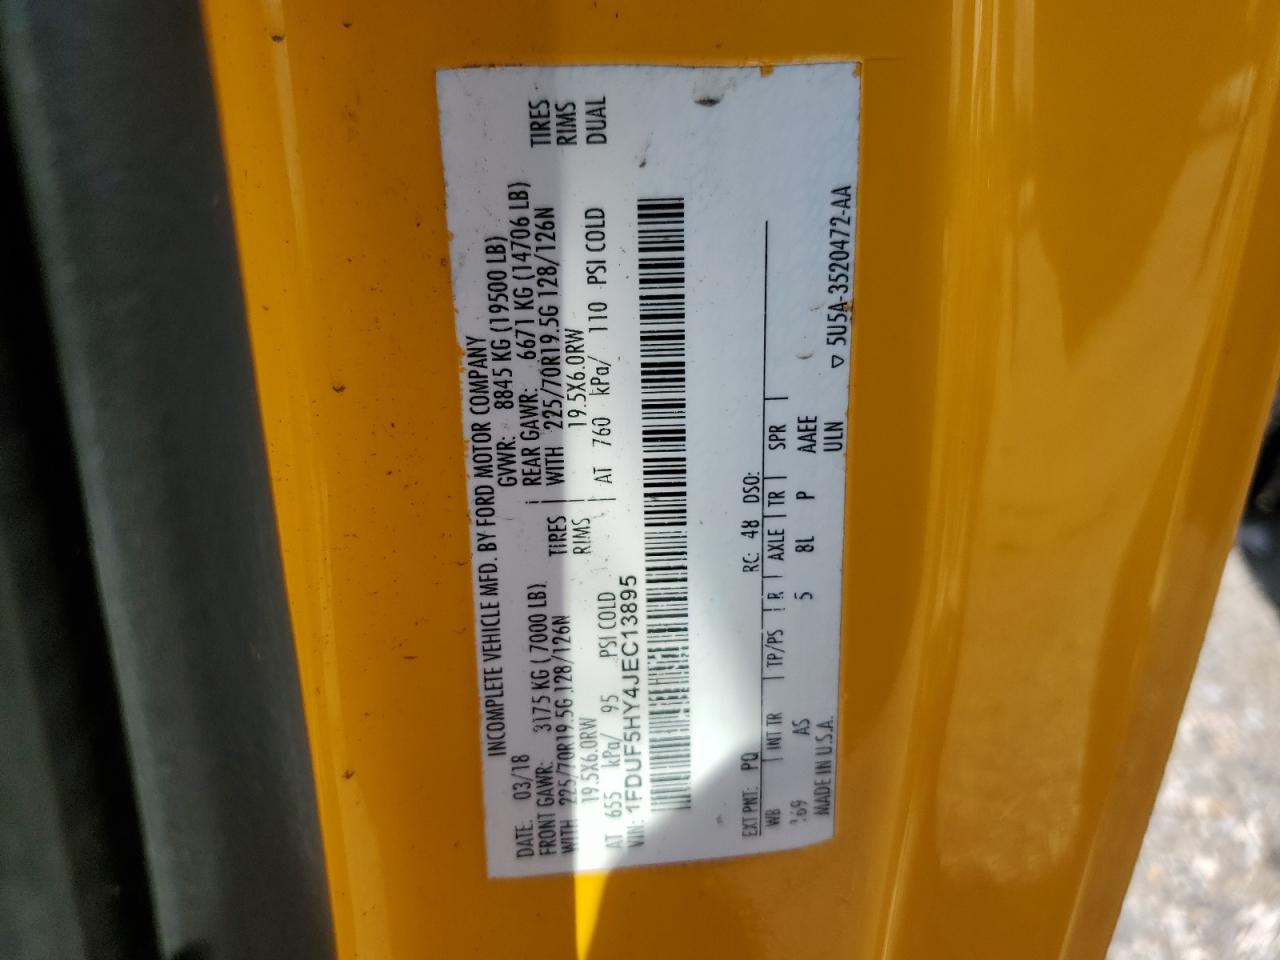 INCOMPLETE VEHICLE MFD. BY FORD MOTOR COMPANY
DATE: 03/18 GVWR: 8845 KG (19500 LB)
FRONT GAWR: 3175 KG (7000 LB) REAR GAWR: 6671 KG (14706 LB)
WITH 225/70R19.5G 128/126N TIRES WITH 225/70R19.5G 128/126N TIRES
19.5X6.0RW RIMS 19.5X6.0RW RIMS
AT 655 kPa/ 95 PSI COLD AT 760 kPa/ 110 PSI COLD DUAL
VIN: 1FDUF5HY4JEC13895
EXT PNT: PQ RC: 48 DSO:
WB INT TR TP/PS R AXLE TR SPR
169 AS 5 8L P AAEE
MADE IN U.S.A. ULN
▽ 5U5A-3520472-AA